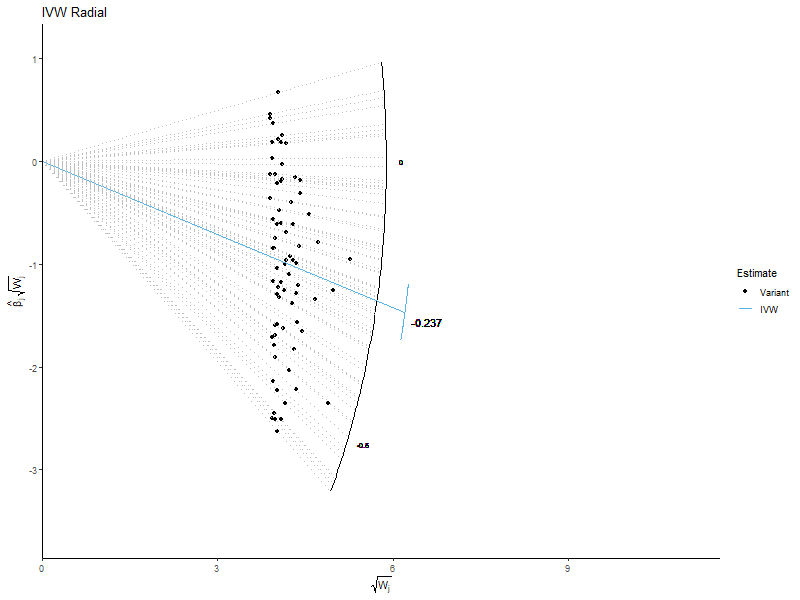 IVW Radial
1
0
-1
-2
-3
β̂j√Wj
0
-0.237
-0.5
0
3
6
9
√Wj
Estimate
Variant
IVW